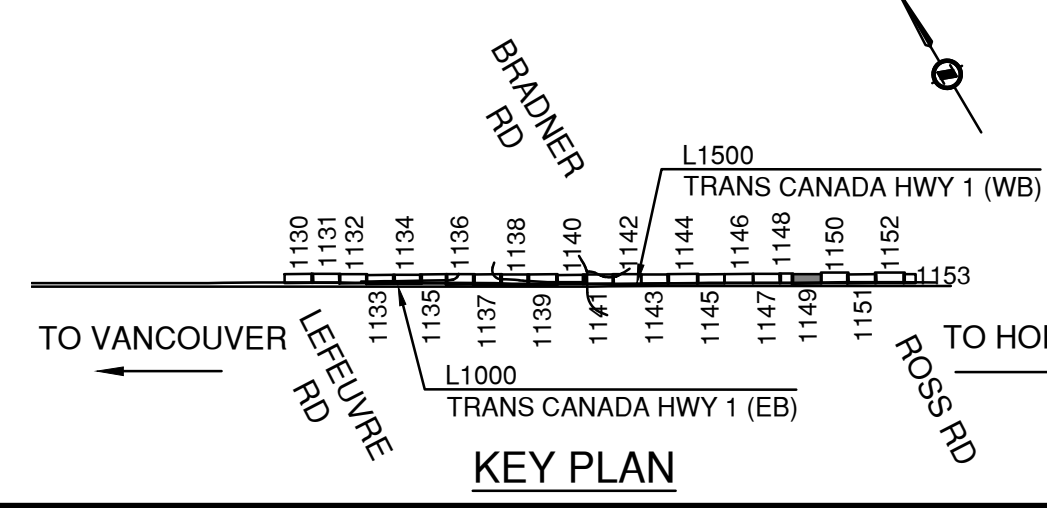 BRADNER
RD
L1500
TRANS CANADA HWY 1 (WB)
1130
1131
1132
1134
1136
1138
1140
1142
1144
1146
1148
1150
1152
1153
1133
1135
1137
1139
1141
1143
1145
1147
1149
1151
TO VANCOUVER
LEFEUVRE
RD
L1000
TRANS CANADA HWY 1 (EB)
ROSS RD
TO
KEY PLAN